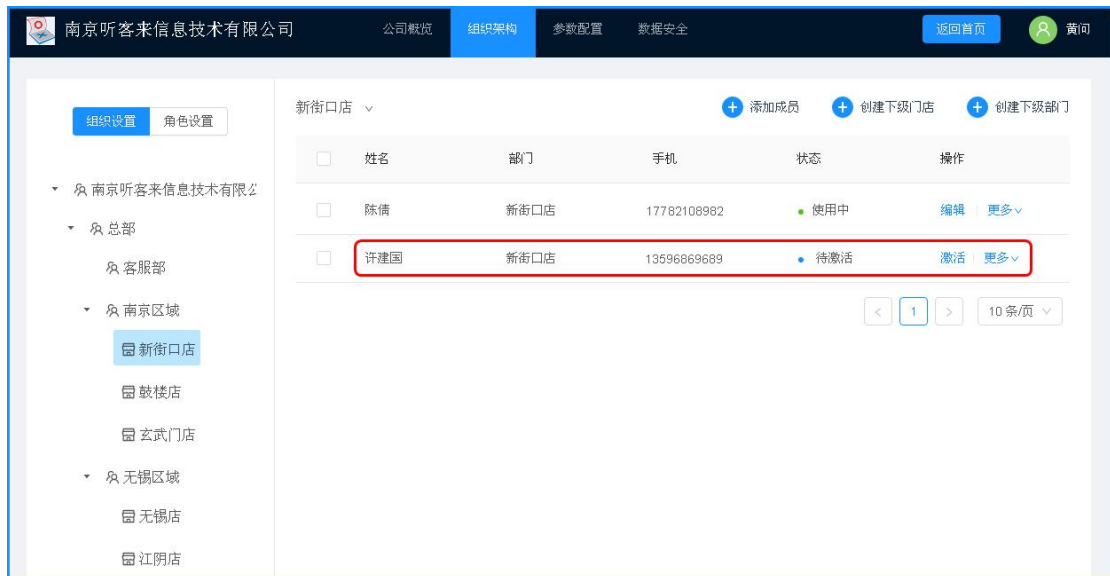 南京听客来信息技术有限公司 公司概览 组织架构 参数配置 数据安全 返回首页 黄问
组织设置 角色设置
新街口店 添加成员 创建下级门店 创建下级部门
姓名 部门 手机 状态 操作
南京听客来信息技术有限公
陈倩 新街口店 17782108982 使用中 编辑 更多
总部
许建国 新街口店 13596869689 待激活 激活 更多
客服部
南京区域
1 10 条/页
新街口店
鼓楼店
玄武门店
无锡区域
无锡店
江阴店